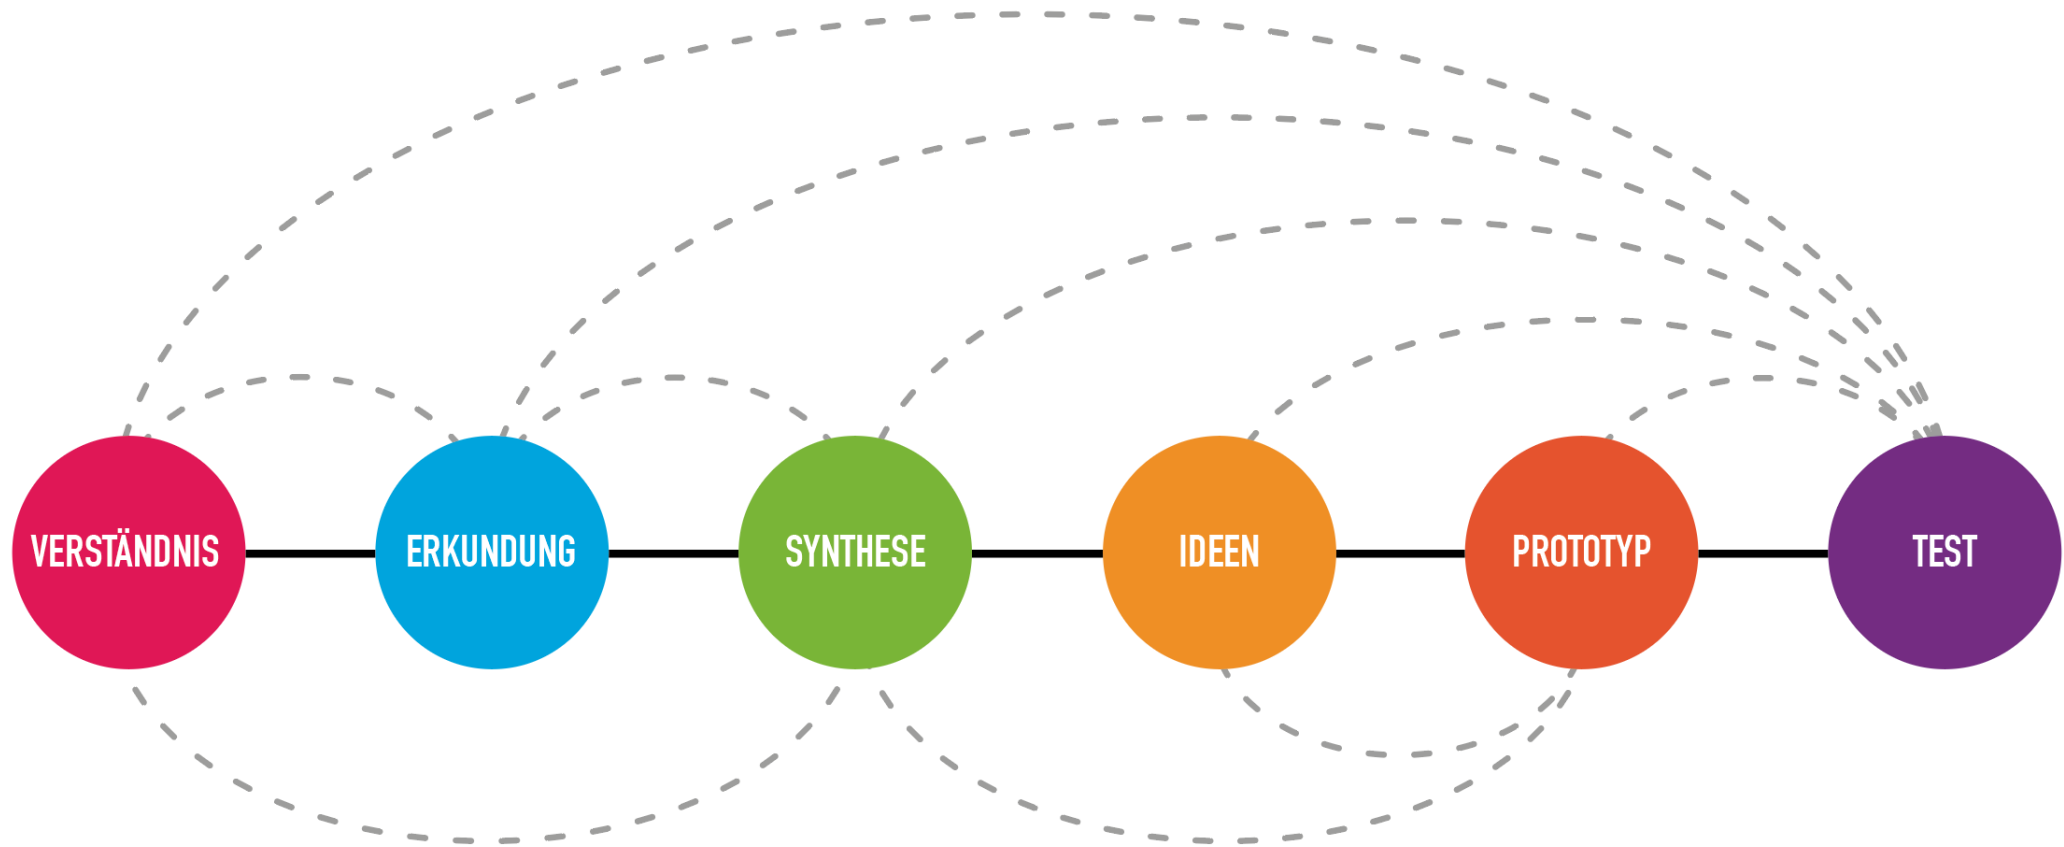 VERSTÄNDNIS
ERKUNDUNG
SYNTHESE
IDEEN
PROTOTYP
TEST